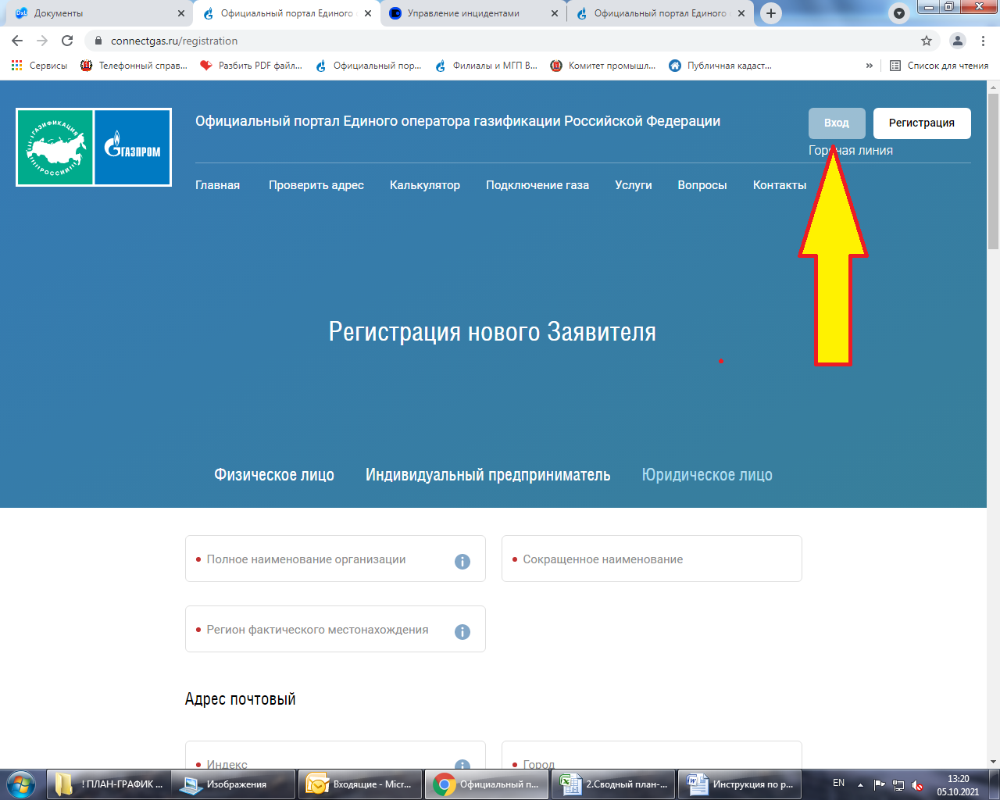 Документы
Официальный портал Единого
Управление инцидентами
Официальный портал Единого
connectgas.ru/registration
Сервисы
Телефонный справ...
Разбить PDF файл...
Официальный пор...
Филиалы и МГП В...
Комитет промышл...
Публичная кадаст...
»
Список для чтения
ГАЗИФИКАЦИЯ
РОССИИ
ГАЗПРОМ
Официальный портал Единого оператора газификации Российской Федерации
Вход
Регистрация
Горячая линия
Главная
Проверить адрес
Калькулятор
Подключение газа
Услуги
Вопросы
Контакты
Регистрация нового Заявителя
Физическое лицо
Индивидуальный предприниматель
Юридическое лицо
Полное наименование организации
Сокращенное наименование
Регион фактического местонахождения
Адрес почтовый
Индекс
Город
! ПЛАН-ГРАФИК ...
Изображения
Входящие - Micr...
Официальный п...
2.Сводный план-...
Инструкция по р...
EN
13:20
05.10.2021